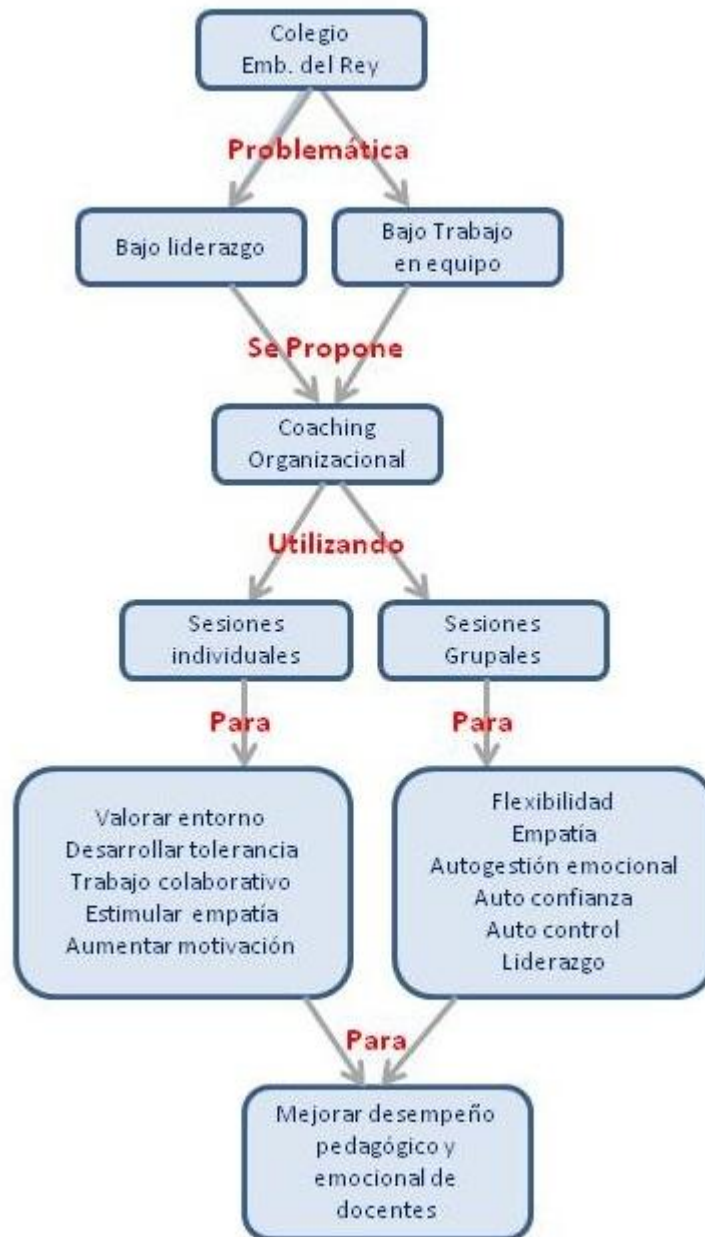 Colegio
Emb. del Rey
Problemática
Bajo liderazgo
Bajo Trabajo
en equipo
Se Propone
Coaching
Organizacional
Utilizando
Sesiones
individuales
Sesiones
Grupales
Para
Para
Valorar entorno
Desarrollar tolerancia
Trabajo colaborativo
Estimular empatía
Aumentar motivación
Flexibilidad
Empatía
Autogestión emocional
Auto confianza
Auto control
Liderazgo
Para
Mejorar desempeño
pedagógico y
emocional de
docentes